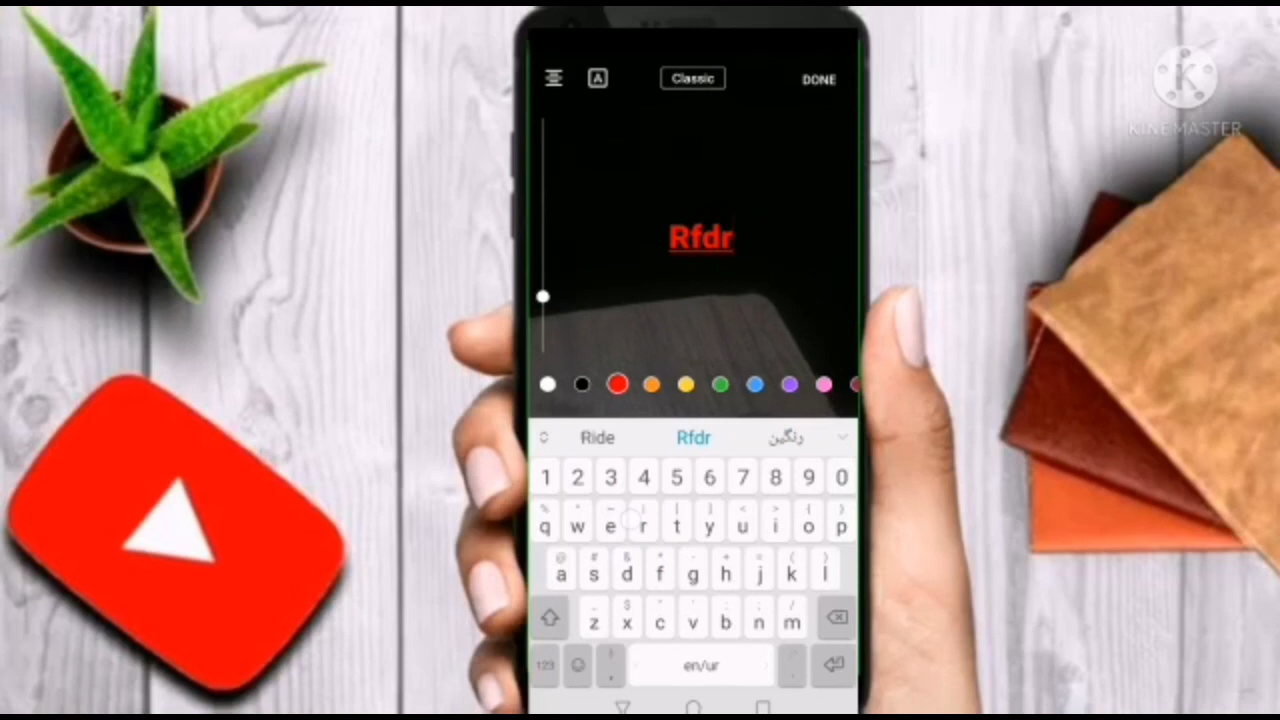 Classic
DONE
KINEMASTER
Rfdr
Ride Rfdr رنگین
1 2 3 4 5 6 7 8 9 0
q w e r t y u i o p
a s d f g h j k l
z x c v b n m
123 en/ur